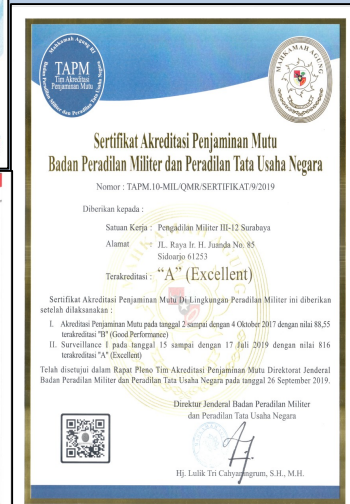 Mahkamah Agung RI
TAPM
Tim Akreditasi
Penjaminan Mutu
MAHKAMAH AGUNG
Sertifikat Akreditasi Penjaminan Mutu
Badan Peradilan Militer dan Peradilan Tata Usaha Negara
Nomor : TAPM.10-MIL/QMR/SERTIFIKAT/9/2019
Diberikan kepada :
Satuan Kerja : Pengadilan Militer III-12 Surabaya
Alamat : JL. Raya Ir. H. Juanda No. 85
Sidoarjo 61253
Terakreditasi : “A” (Excellent)
Sertifikat Akreditasi Penjaminan Mutu Di Lingkungan Peradilan Militer ini diberikan
setelah dilaksanakan :
I. Akreditasi Penjaminan Mutu pada tanggal 2 sampai dengan 4 Oktober 2017 dengan nilai 88,55
terakreditasi "B" (Good Performance)
II. Surveillance I pada tanggal 15 sampai dengan 17 Juli 2019 dengan nilai 816
terakreditasi "A" (Excellent)
Telah disetujui dalam Rapat Pleno Tim Akreditasi Penjaminan Mutu Direktorat Jenderal
Badan Peradilan Militer dan Peradilan Tata Usaha Negara pada tanggal 26 September 2019.
Direktur Jenderal Badan Peradilan Militer
dan Peradilan Tata Usaha Negara
Hj. Lulik Tri Cahyaningrum, S.H., M.H.